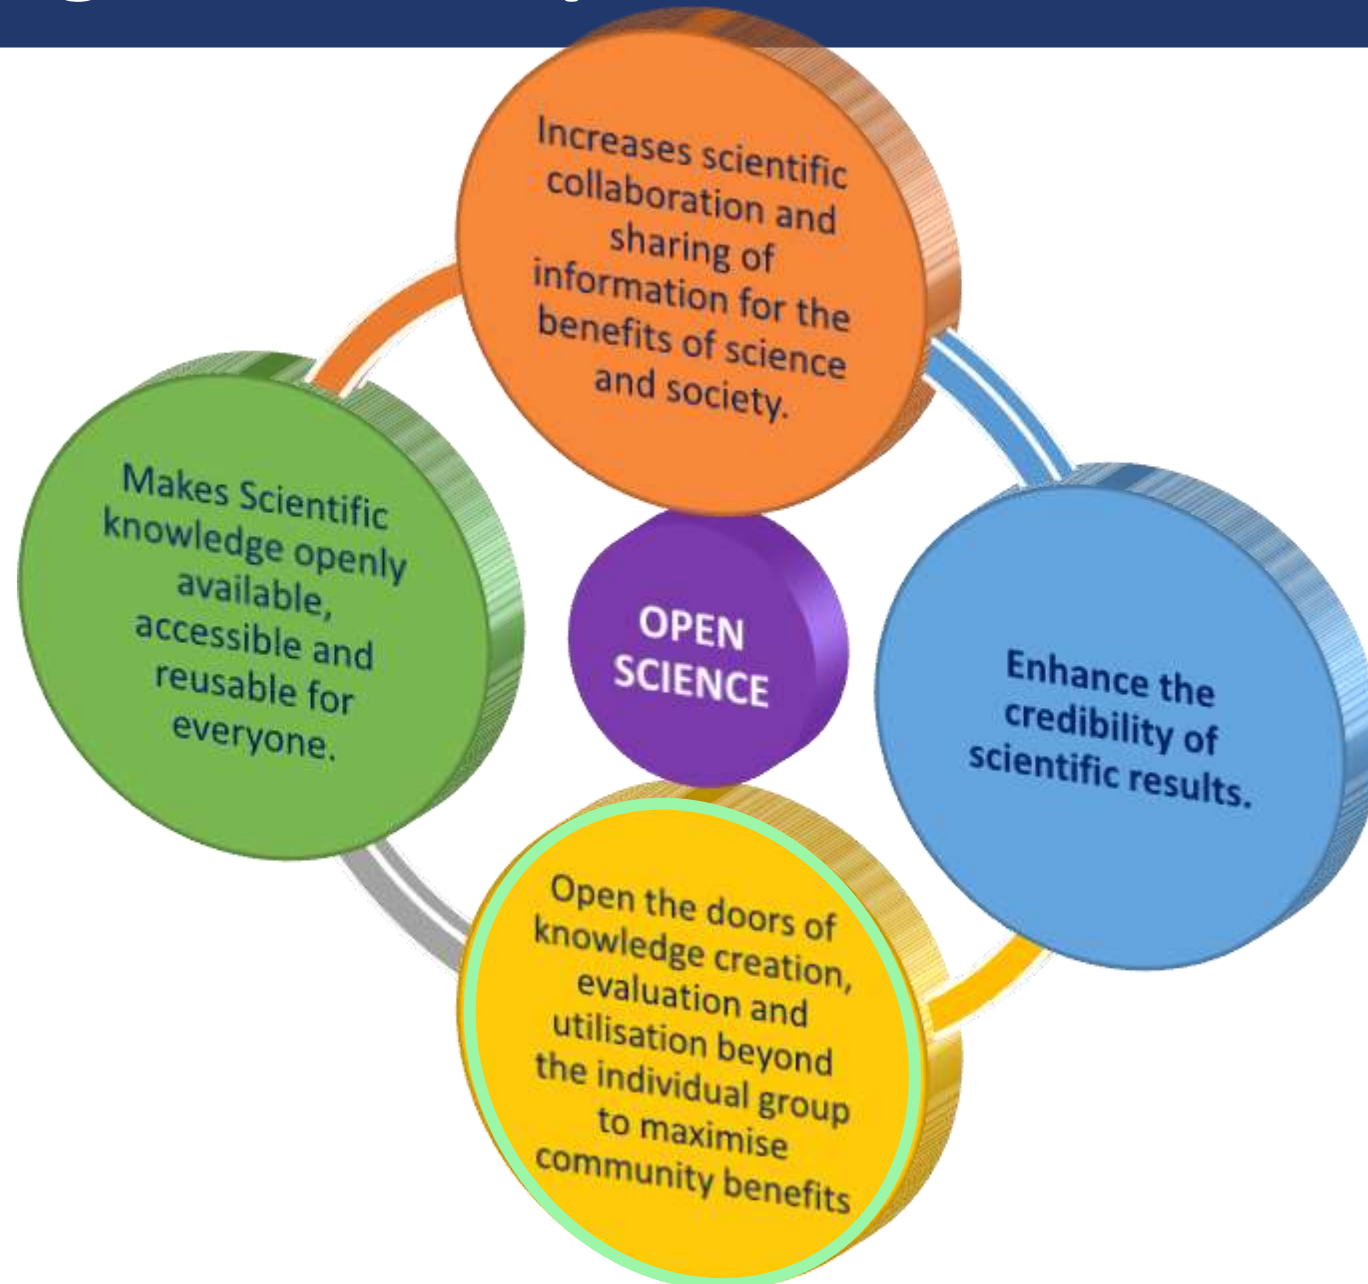 Increases scientific
collaboration and
sharing of
information for the
benefits of science
and society.
Makes Scientific
knowledge openly
available,
accessible and
reusable for
everyone.
OPEN
SCIENCE
Enhance the
credibility of
scientific results.
Open the doors of
knowledge creation,
evaluation and
utilisation beyond
the individual group
to maximise
community benefits